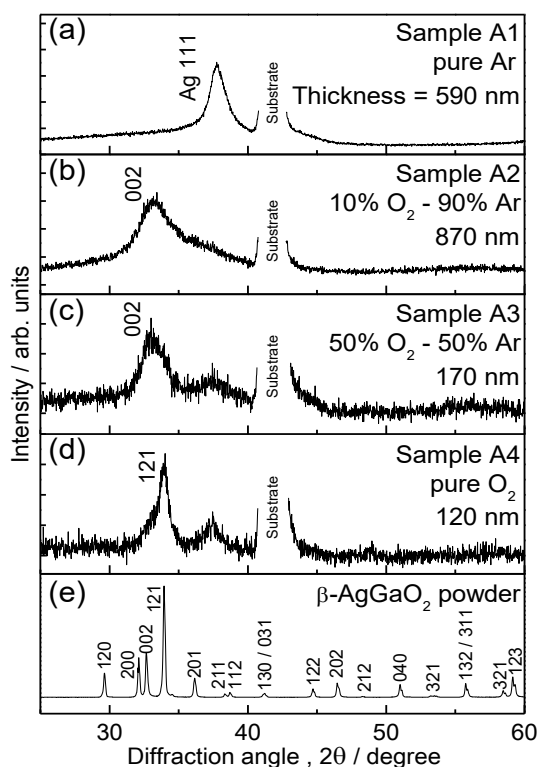 (a)
Ag 111
Substrate
Sample A1
pure Ar
Thickness = 590 nm
(b)
002
Sample A2
10% O₂ - 90% Ar
870 nm
(c)
002
Substrate
Sample A3
50% O₂ - 50% Ar
170 nm
(d)
121
Substrate
Sample A4
pure O₂
120 nm
(e)
β-AgGaO₂ powder
120
200
002
121
201
211
112
130 / 031
122
202
212
040
321
132 / 311
321
123
30
40
50
60
Diffraction angle , 2θ / degree
Intensity / arb. units